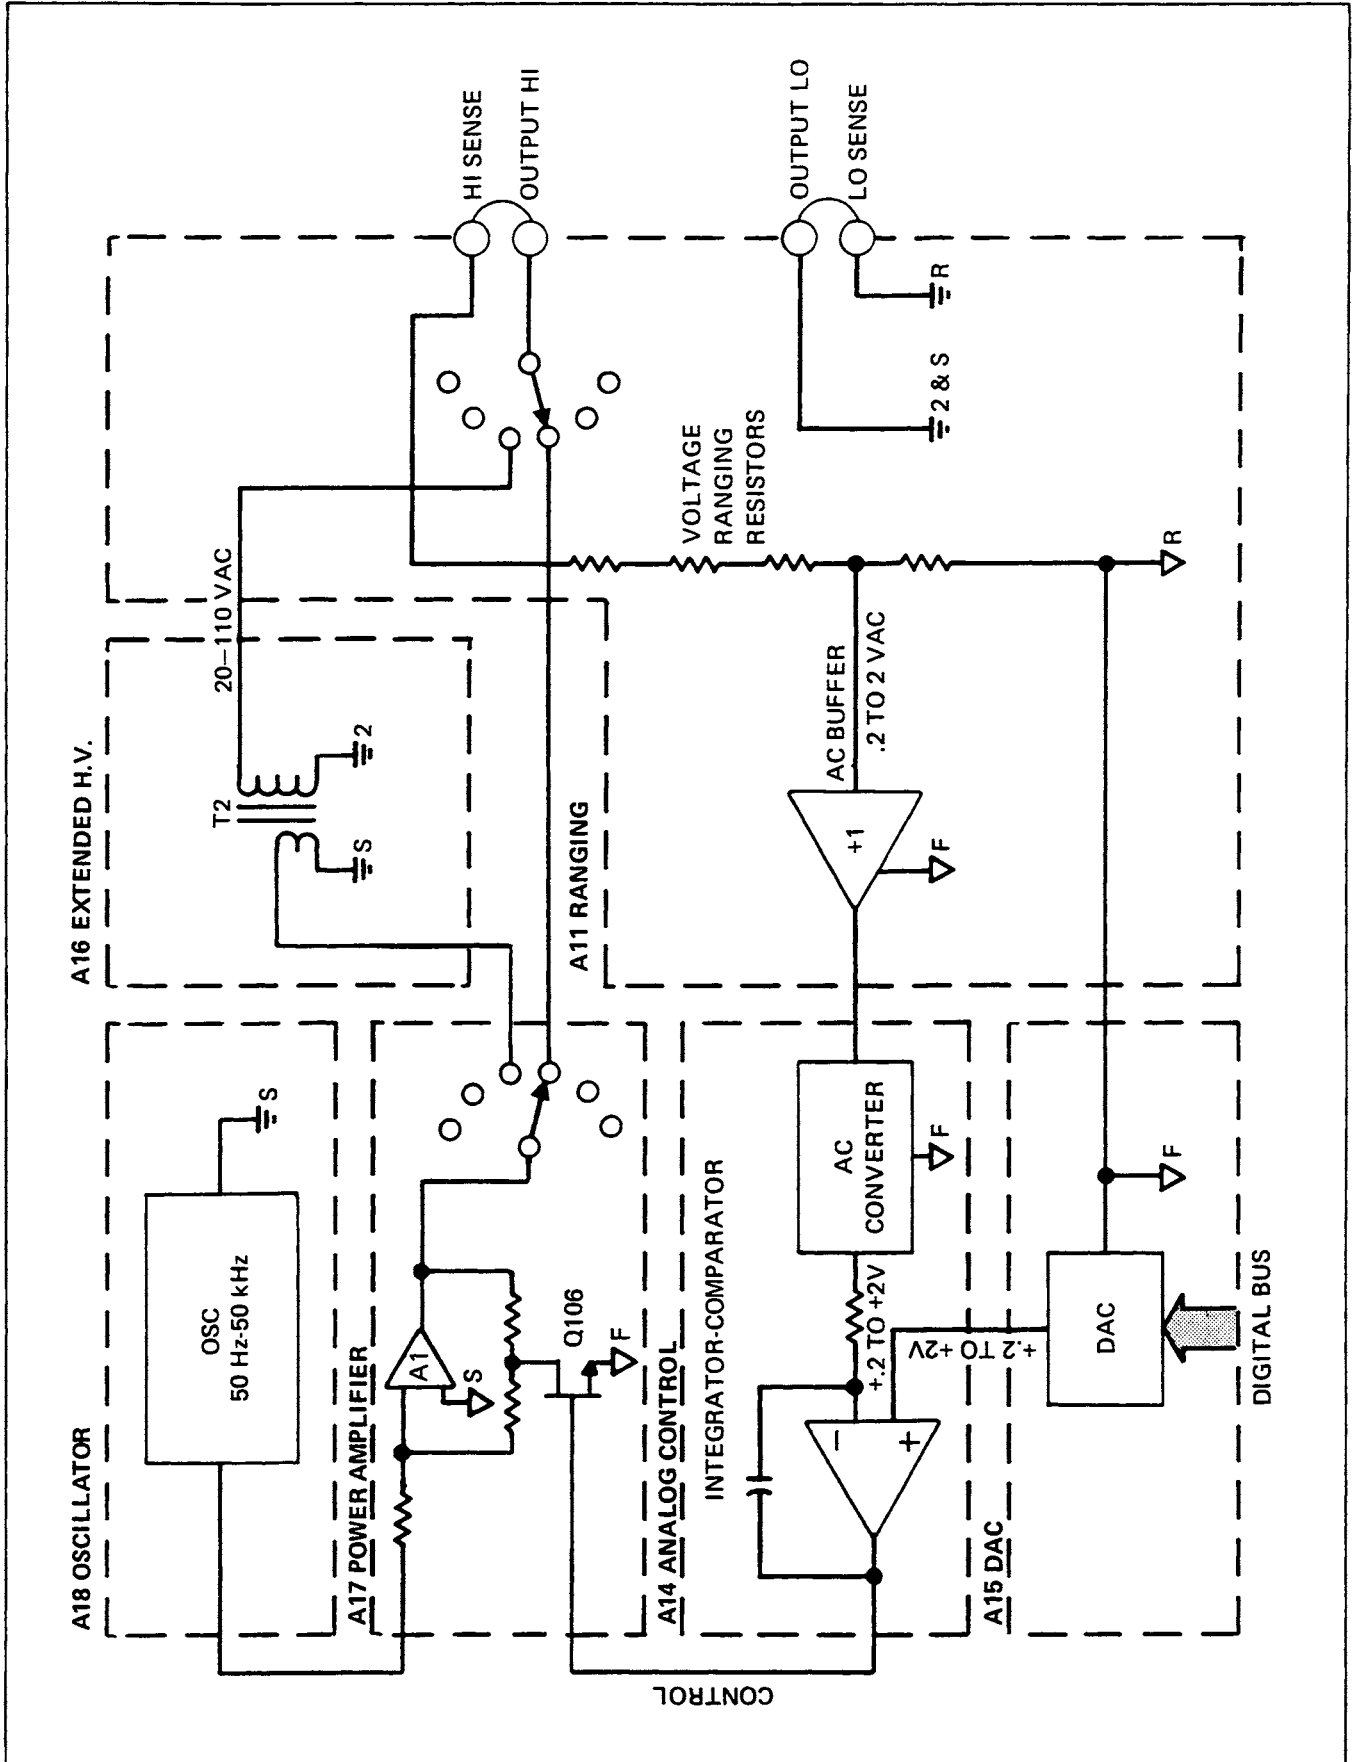 A18 OSCILLATOR
OSC
50 Hz-50 kHz
S
A16 EXTENDED H.V.
T2
S
2
20–110 VAC
HI SENSE
OUTPUT HI
A17 POWER AMPLIFIER
A1
S
Q106
F
A11 RANGING
VOLTAGE
RANGING
RESISTORS
OUTPUT LO
LO SENSE
2 & S
R
CONTROL
A14 ANALOG CONTROL
INTEGRATOR-COMPARATOR
–
+
+.2 TO +2V
AC
CONVERTER
F
+1
F
AC BUFFER
.2 TO 2 VAC
R
A15 DAC
+.2 TO +2V
DAC
F
DIGITAL BUS